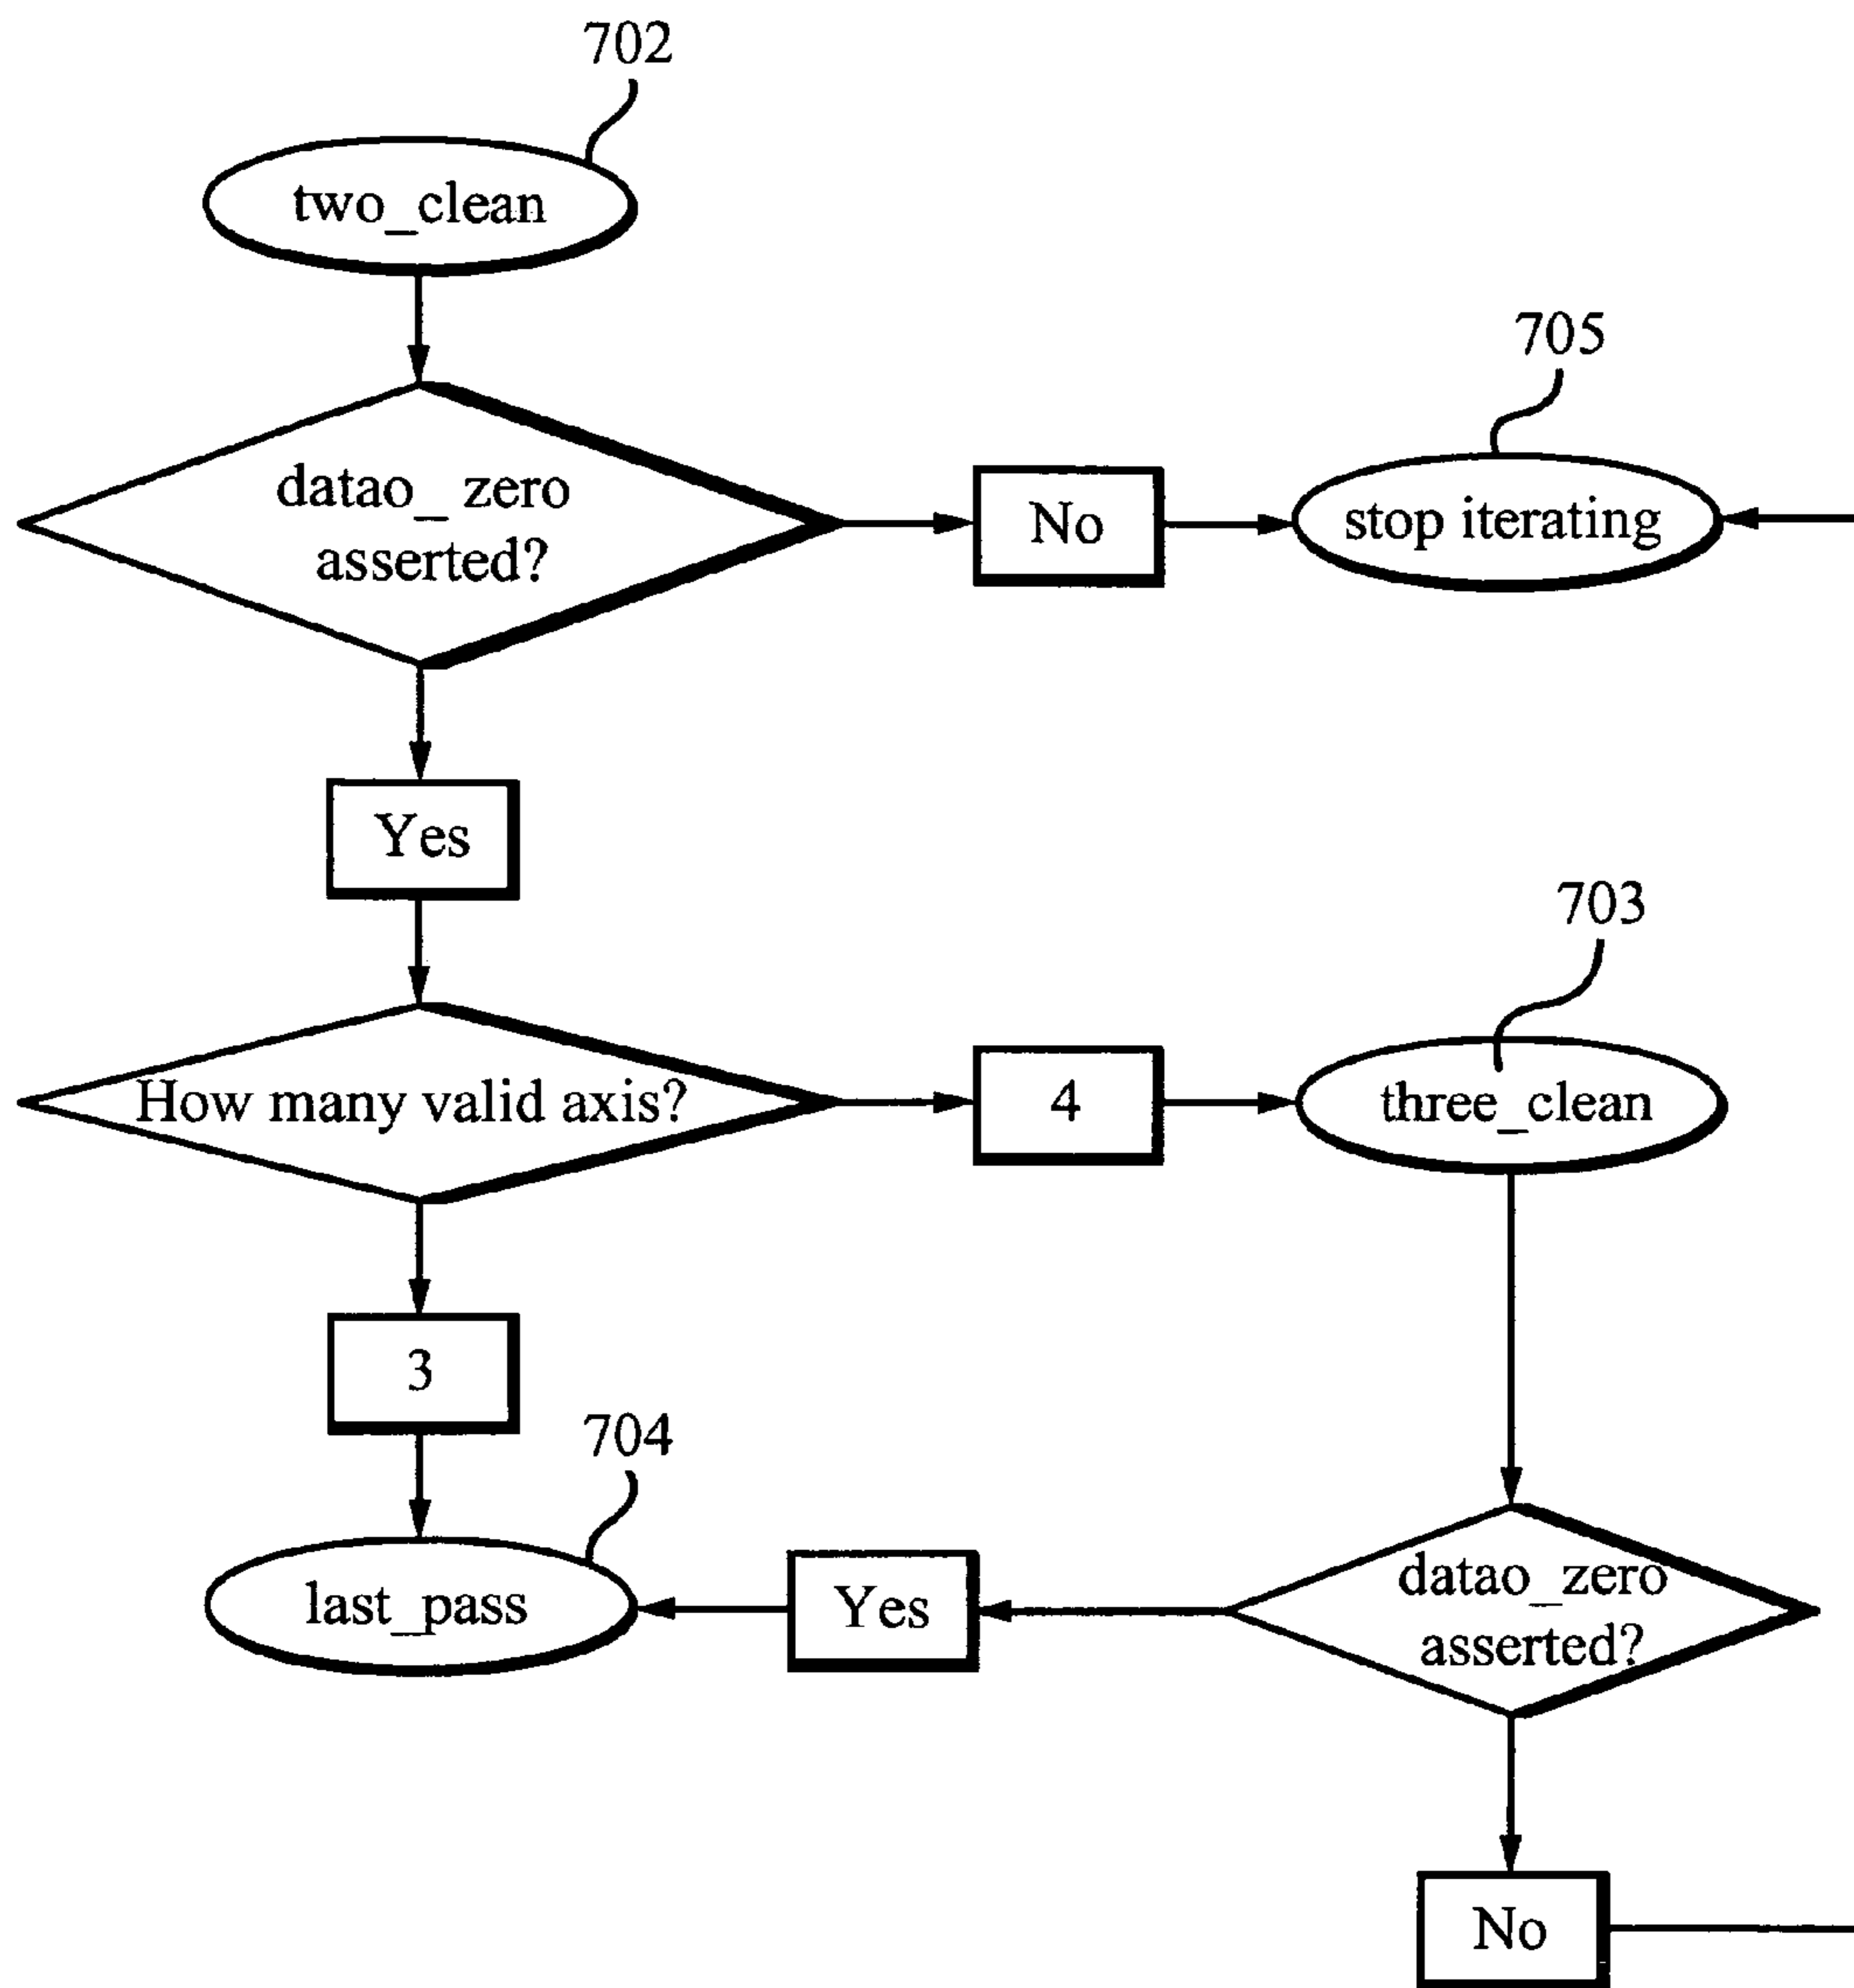 702
two_clean
705
datao_ zero
asserted?
No
stop iterating
Yes
703
How many valid axis?
4
three_clean
3
704
last_pass
Yes
datao_zero
asserted?
No